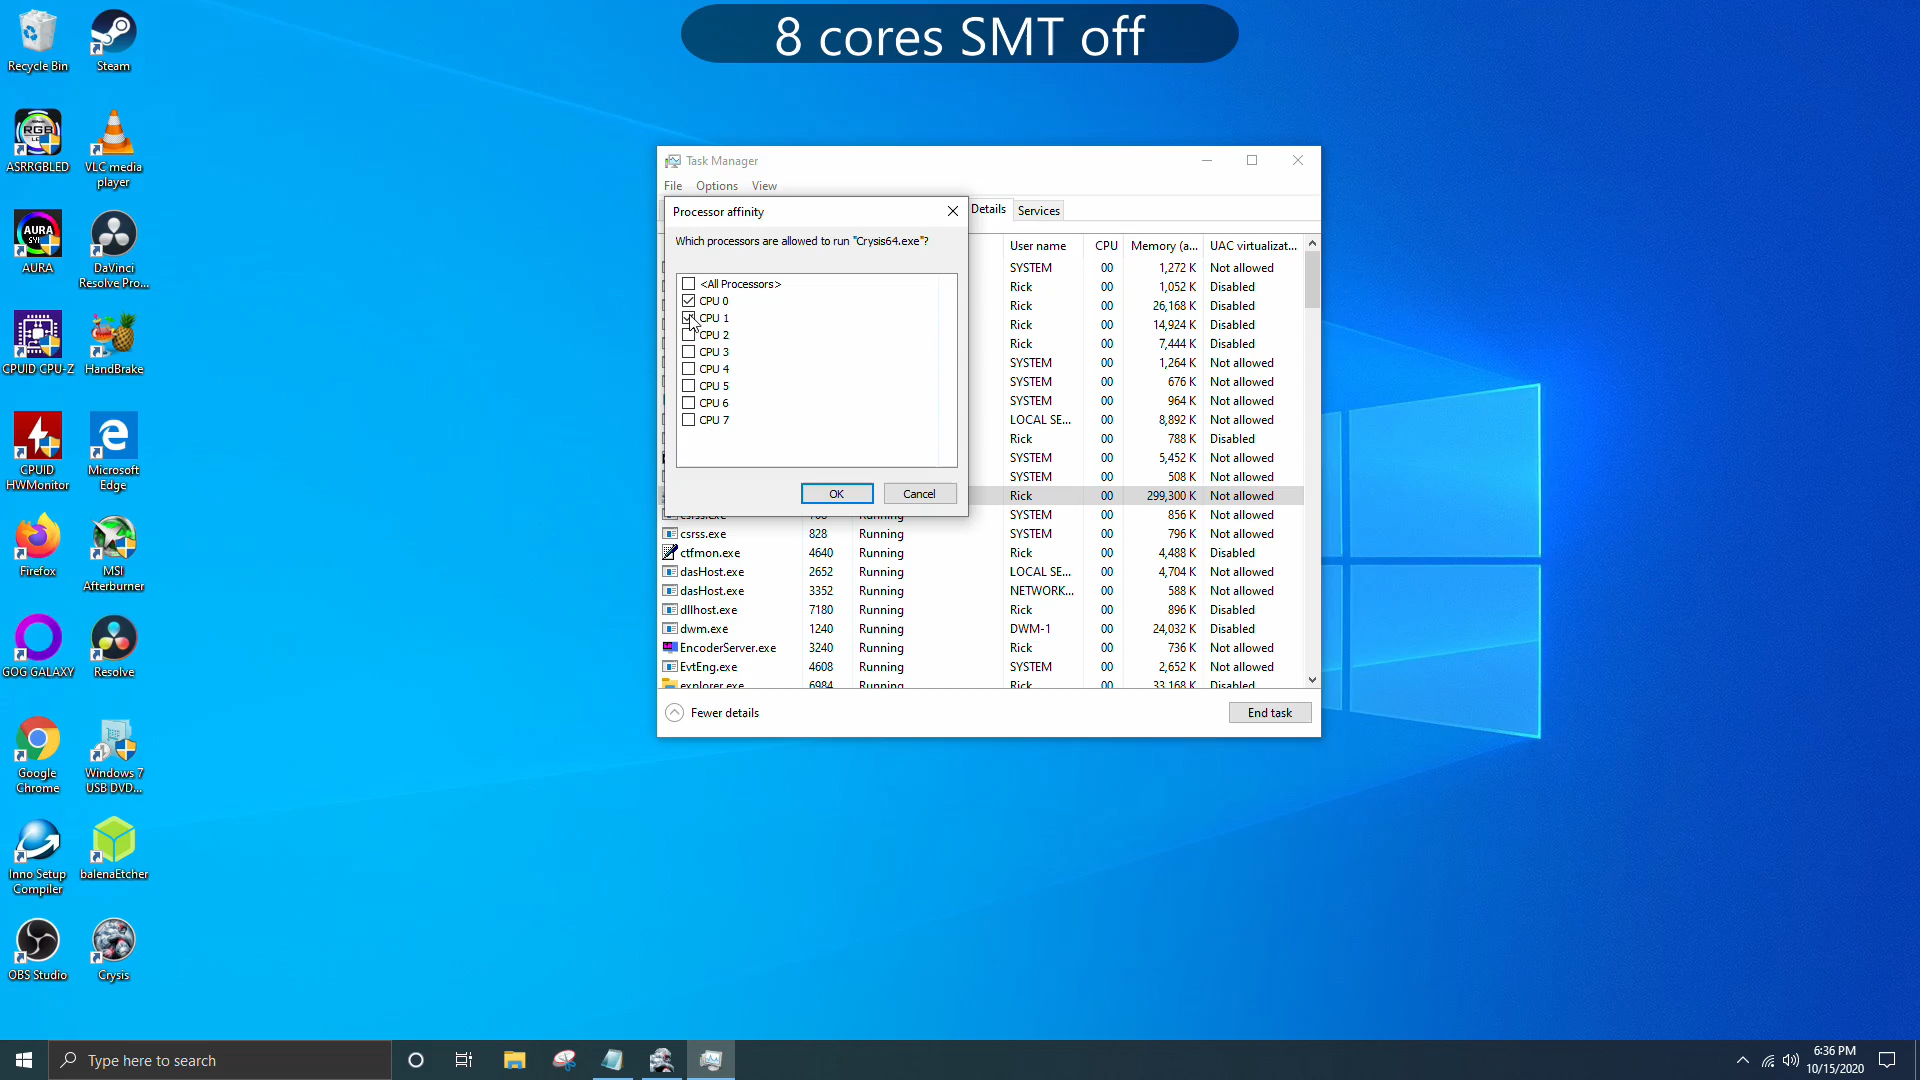 8 cores SMT off
Recycle Bin
Steam
ASRRGBLED
VLC media
player
AURA
DaVinci
Resolve Pro...
CPUID CPU-Z
HandBrake
CPUID
HWMonitor
Microsoft
Edge
Firefox
MSI
Afterburner
GOG GALAXY
Resolve
Google
Chrome
Windows 7
USB DVD...
Inno Setup
Compiler
balenaEtcher
OBS Studio
Crysis
Task Manager
File Options View
Details Services
Processor affinity
Which processors are allowed to run "Crysis64.exe"?
<All Processors>
CPU 0
CPU 1
CPU 2
CPU 3
CPU 4
CPU 5
CPU 6
CPU 7
OK Cancel
User name CPU Memory (a... UAC virtualizat...
SYSTEM 00 1,272 K Not allowed
Rick 00 1,052 K Disabled
Rick 00 26,168 K Disabled
Rick 00 14,924 K Disabled
Rick 00 7,444 K Disabled
SYSTEM 00 1,264 K Not allowed
SYSTEM 00 676 K Not allowed
SYSTEM 00 964 K Not allowed
LOCAL SE... 00 8,892 K Not allowed
Rick 00 788 K Disabled
SYSTEM 00 5,452 K Not allowed
SYSTEM 00 508 K Not allowed
Rick 00 299,300 K Not allowed
csrss.exe Running SYSTEM 00 856 K Not allowed
csrss.exe 828 Running SYSTEM 00 796 K Not allowed
ctfmon.exe 4640 Running Rick 00 4,488 K Disabled
dasHost.exe 2652 Running LOCAL SE... 00 4,704 K Not allowed
dasHost.exe 3352 Running NETWORK... 00 588 K Not allowed
dllhost.exe 7180 Running Rick 00 896 K Disabled
dwm.exe 1240 Running DWM-1 00 24,032 K Disabled
EncoderServer.exe 3240 Running Rick 00 736 K Not allowed
EvtEng.exe 4608 Running SYSTEM 00 2,652 K Not allowed
explorer.exe 6984 Running Rick 00 33,168 K Disabled
Fewer details
End task
Type here to search
6:36 PM
10/15/2020